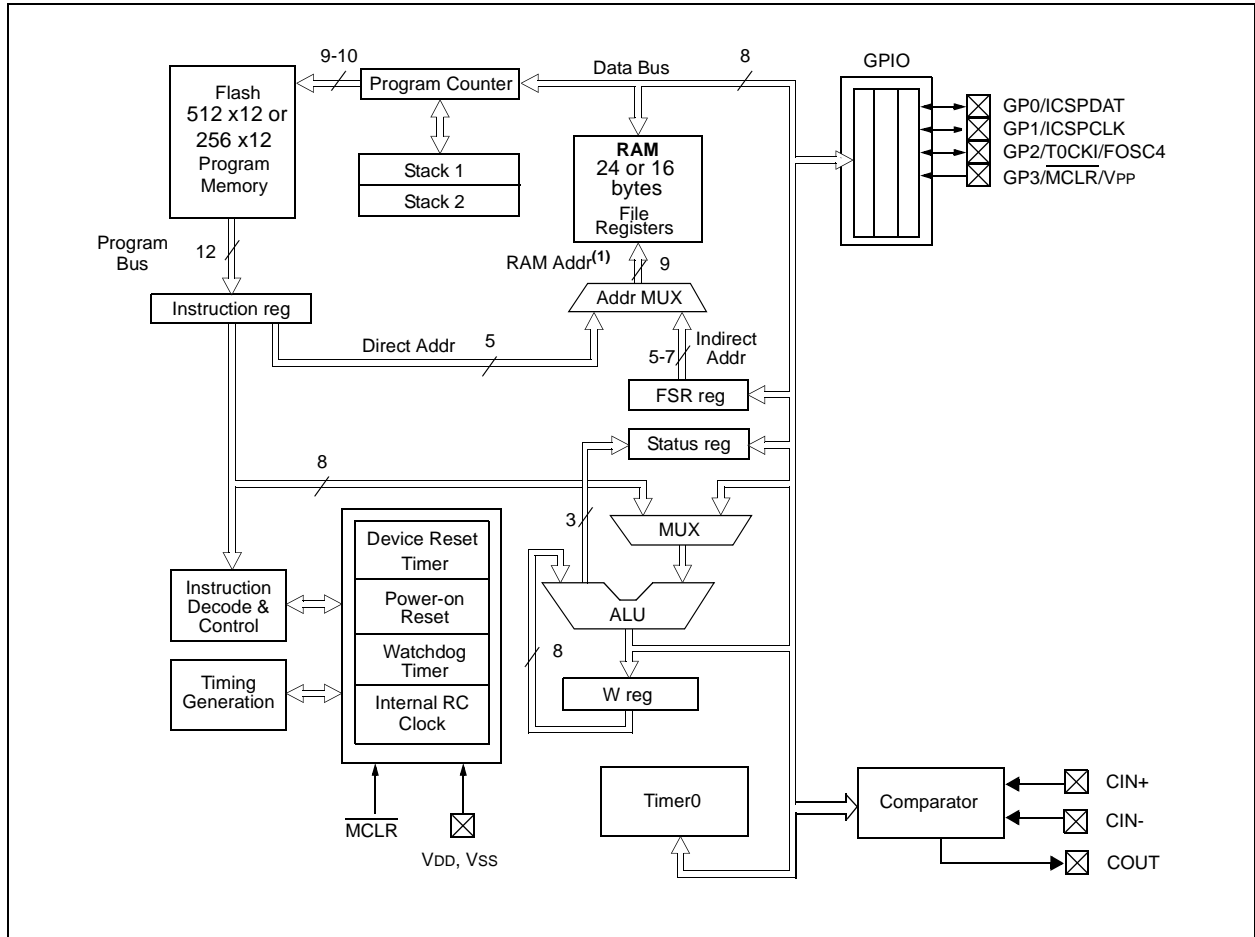 9-10
Program Counter
Data Bus
8
GPIO
Flash
512 x12 or
256 x12
Program
Memory
GP0/ICSPDAT
GP1/ICSPCLK
GP2/T0CKI/FOSC4
GP3/MCLR/VPP
Stack 1
Stack 2
RAM
24 or 16
bytes
File
Registers
Program
Bus
12
RAM Addr(1)
9
Instruction reg
Addr MUX
Direct Addr
5
5-7
Indirect
Addr
FSR reg
Status reg
8
3
MUX
Device Reset
Timer
Instruction
Decode &
Control
Power-on
Reset
ALU
Watchdog
Timer
8
Timing
Generation
Internal RC
Clock
W reg
Timer0
Comparator
CIN+
CIN-
COUT
MCLR
VDD, VSS